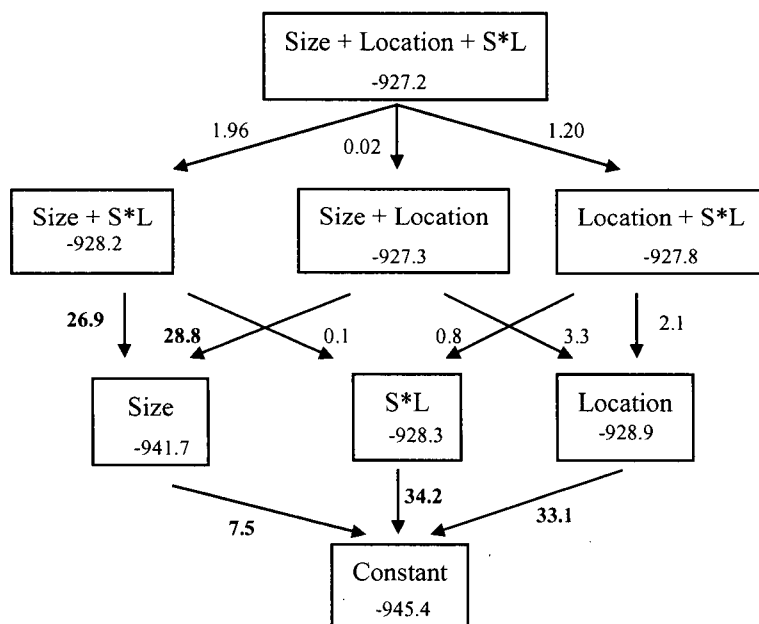 Size + Location + S*L
-927.2
1.96
0.02
1.20
Size + S*L
-928.2
Size + Location
-927.3
Location + S*L
-927.8
26.9
28.8
0.1
0.8
3.3
2.1
Size
-941.7
S*L
-928.3
Location
-928.9
7.5
34.2
33.1
Constant
-945.4